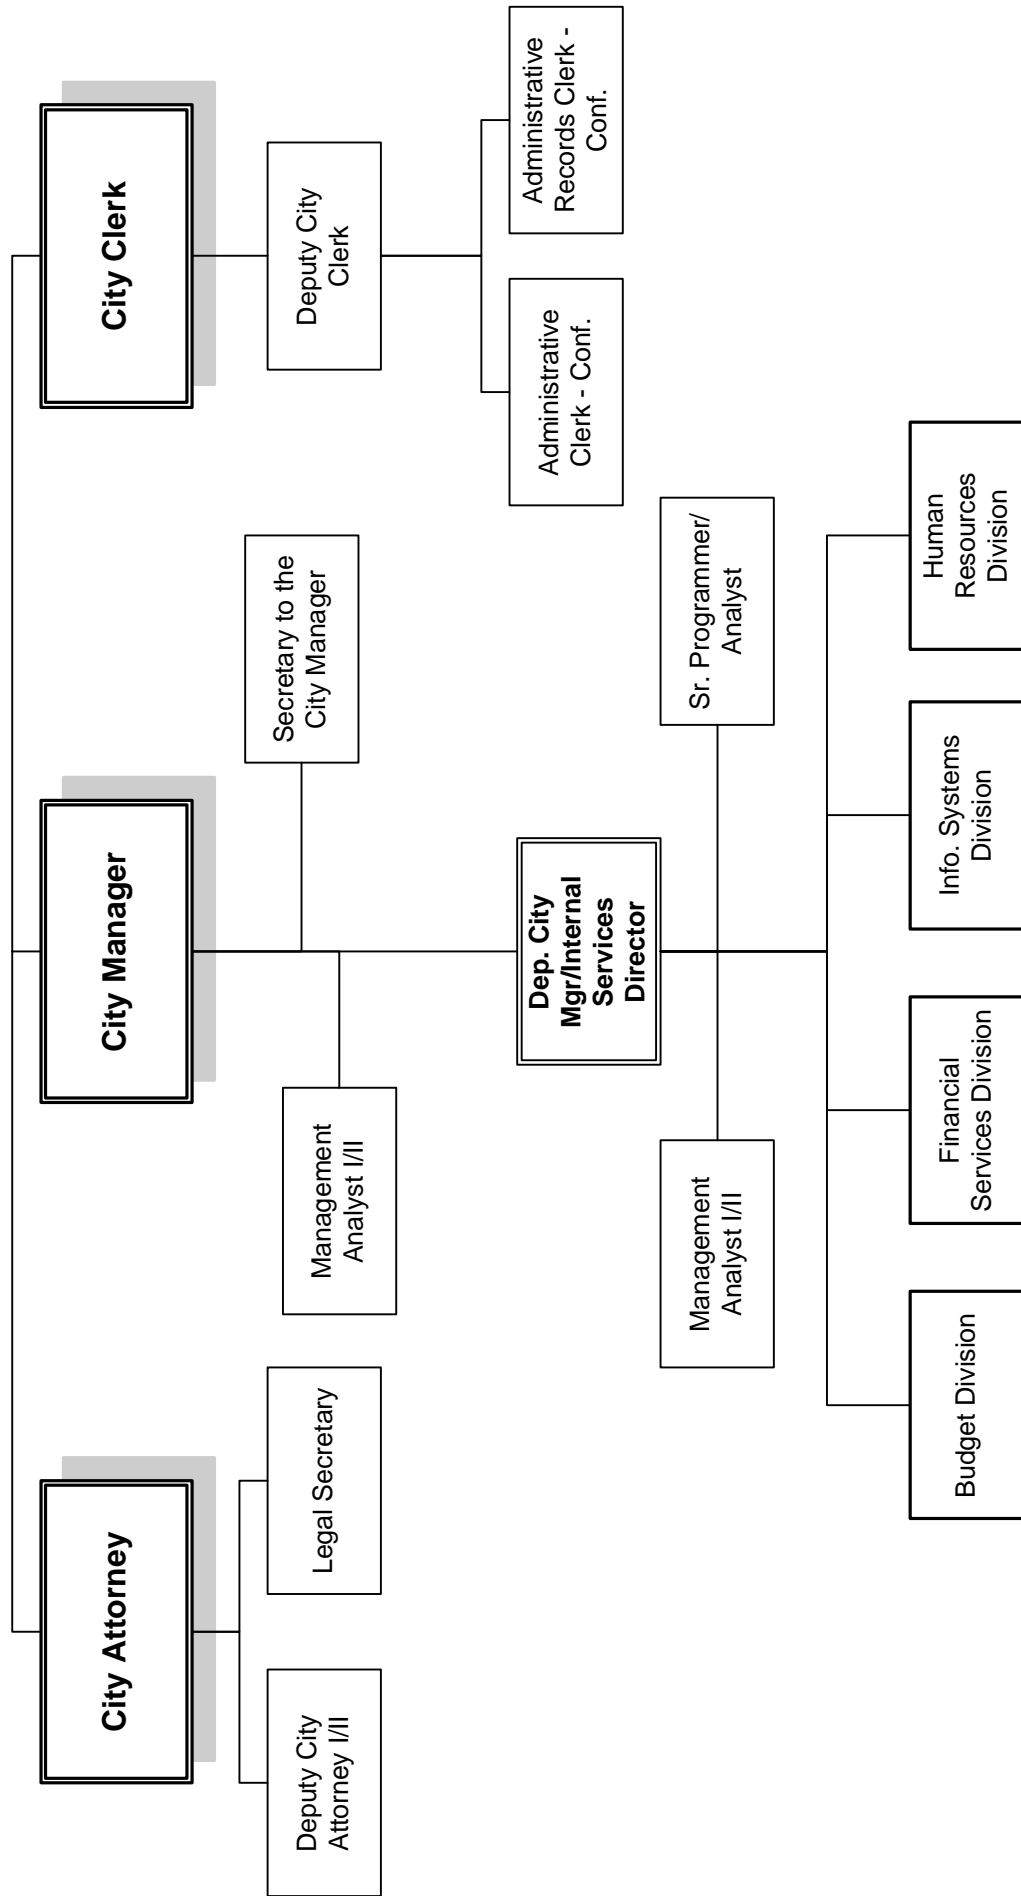 City Attorney
City Manager
City Clerk
Deputy City
Attorney I/II
Legal Secretary
Management
Analyst I/II
Secretary to the
City Manager
Deputy City
Clerk
Administrative
Clerk - Conf.
Administrative
Records Clerk -
Conf.
Dep. City
Mgr/Internal
Services
Director
Management
Analyst I/II
Sr. Programmer/
Analyst
Budget Division
Financial
Services Division
Info. Systems
Division
Human
Resources
Division